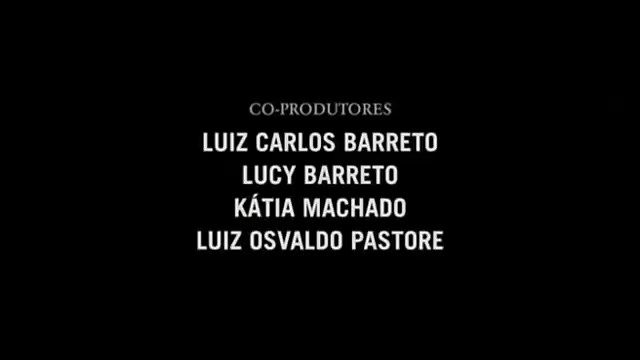 CO-PRODUTORES
LUIZ CARLOS BARRETO
LUCY BARRETO
KÁTIA MACHADO
LUIZ OSVALDO PASTORE